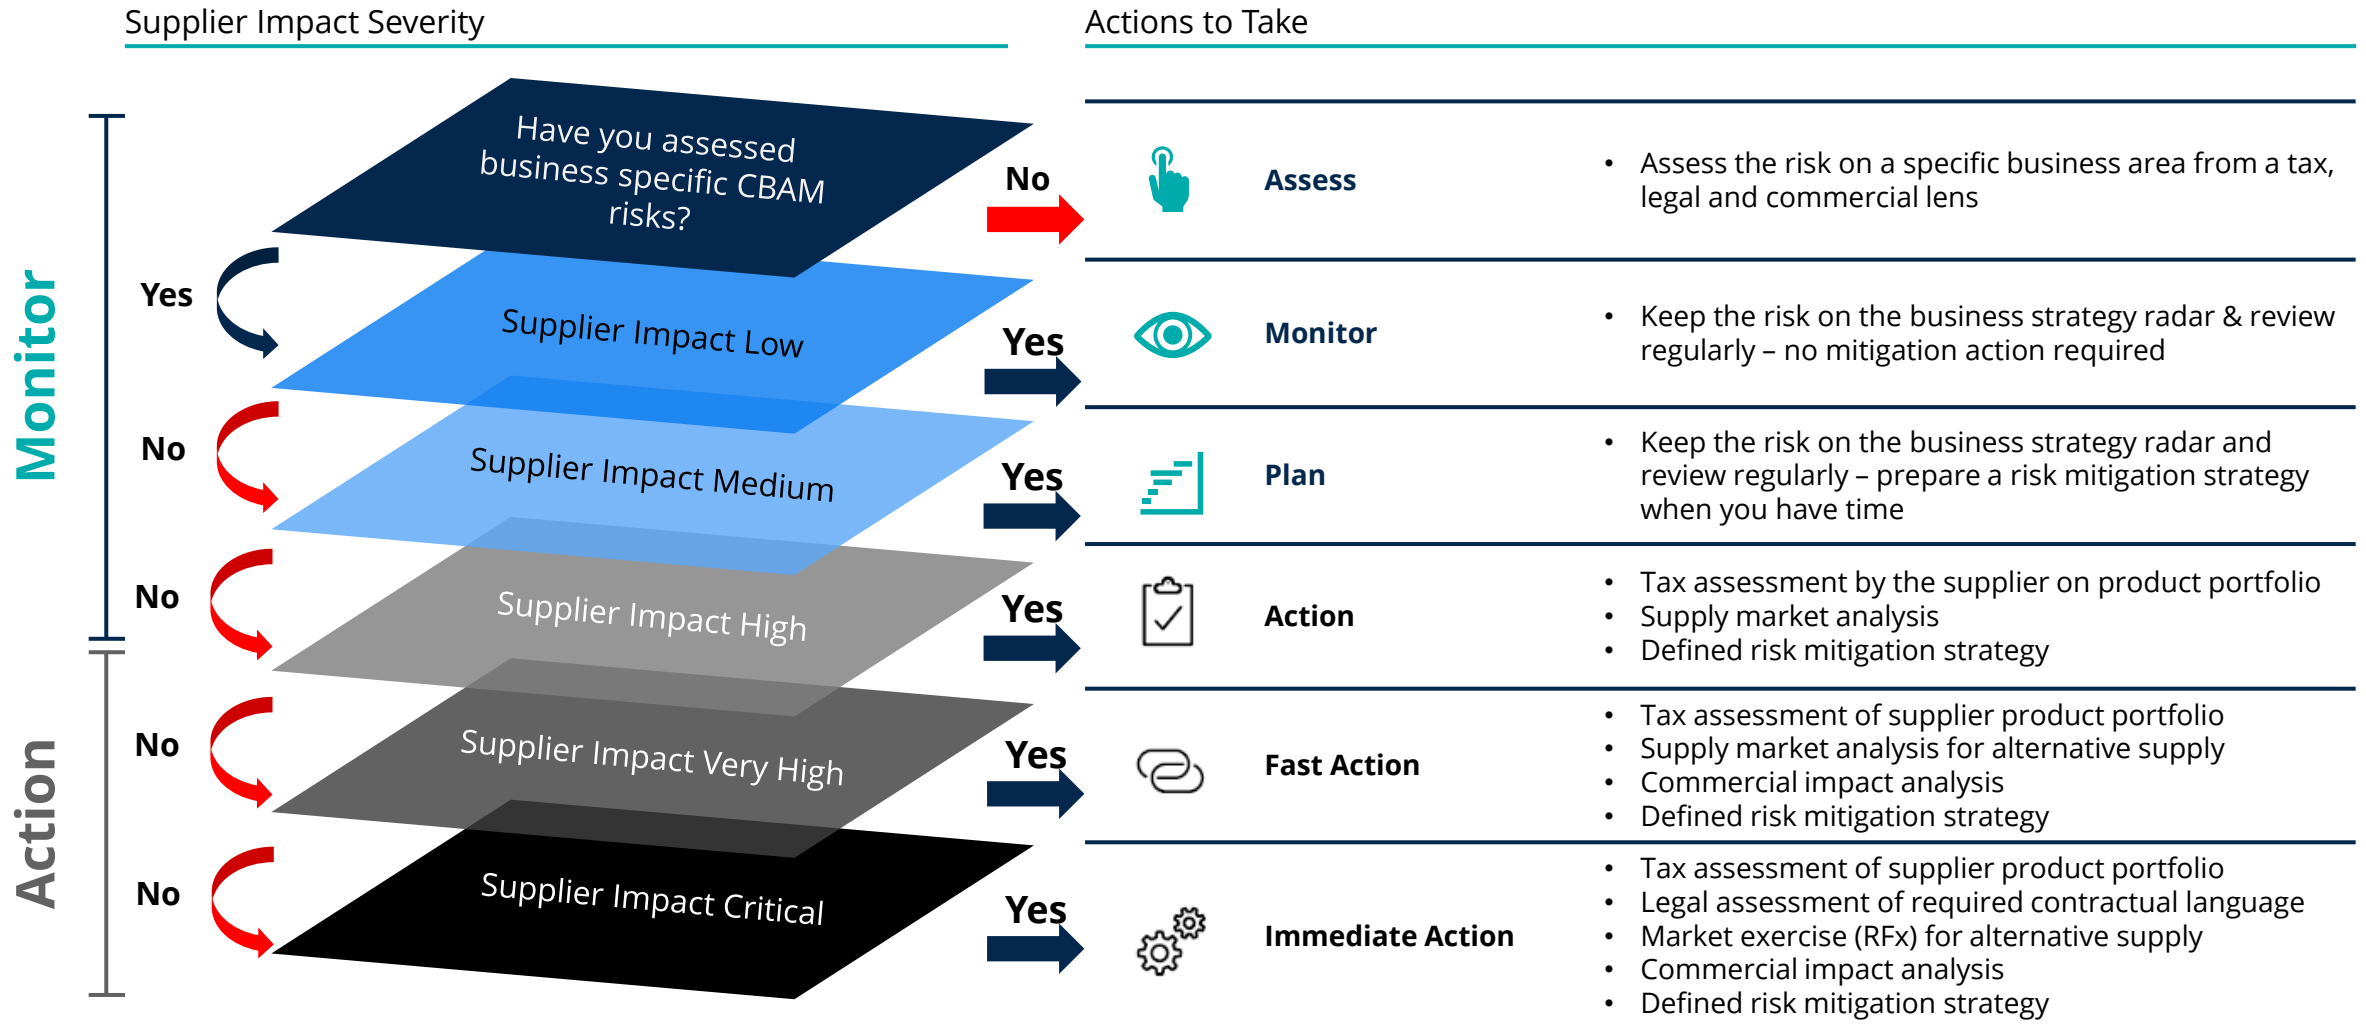 Supplier Impact Severity
Actions to Take
Monitor
Action
Have you assessed
business specific CBAM
risks?
No
Assess
• Assess the risk on a specific business area from a tax,
legal and commercial lens
Yes
Supplier Impact Low
Yes
Monitor
• Keep the risk on the business strategy radar & review
regularly – no mitigation action required
No
Supplier Impact Medium
Yes
Plan
• Keep the risk on the business strategy radar and
review regularly – prepare a risk mitigation strategy
when you have time
No
Supplier Impact High
Yes
Action
• Tax assessment by the supplier on product portfolio
• Supply market analysis
• Defined risk mitigation strategy
No
Supplier Impact Very High
Yes
Fast Action
• Tax assessment of supplier product portfolio
• Supply market analysis for alternative supply
• Commercial impact analysis
• Defined risk mitigation strategy
No
Supplier Impact Critical
Yes
Immediate Action
• Tax assessment of supplier product portfolio
• Legal assessment of required contractual language
• Market exercise (RFx) for alternative supply
• Commercial impact analysis
• Defined risk mitigation strategy